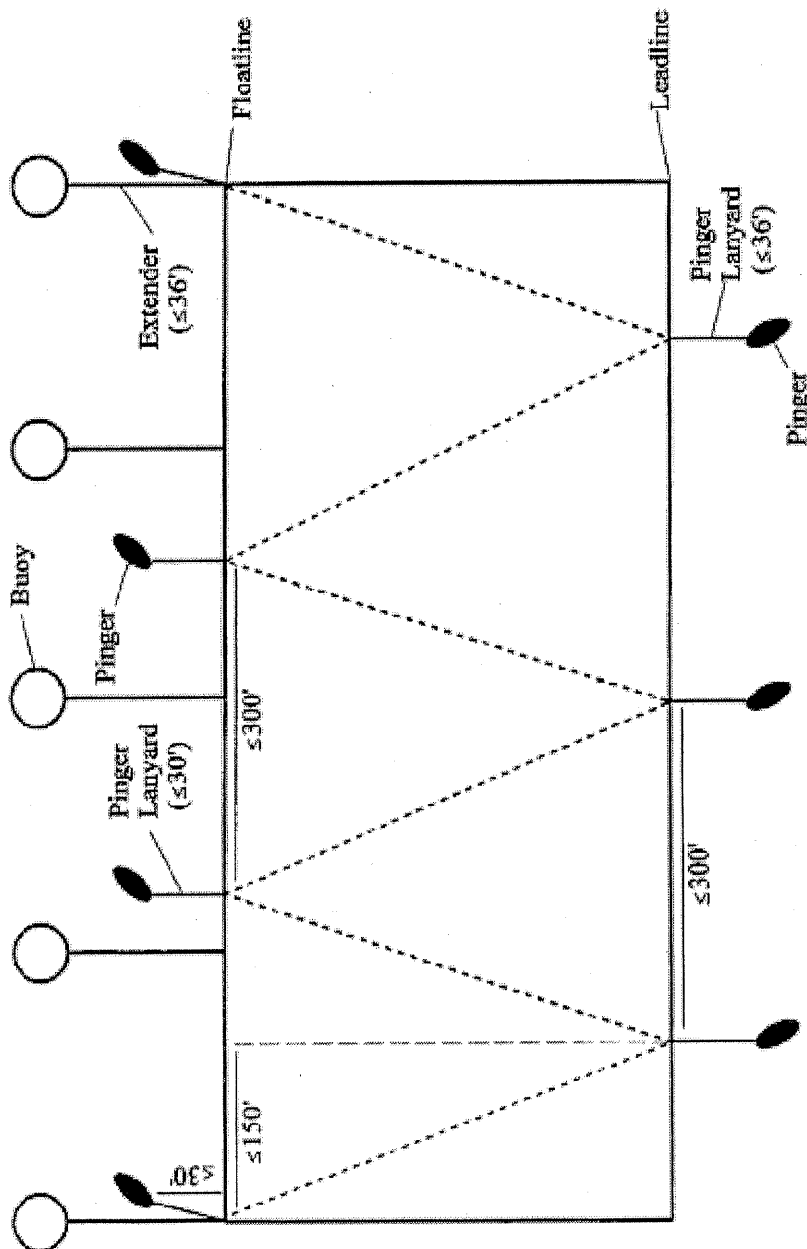 Buoy
Pinger
Extender
(≤36')
Floatline
Pinger
Lanyard
(≤30')
≤30'
≤150'
≤300'
≤300'
Leadline
Pinger
Lanyard
(≤36')
Pinger